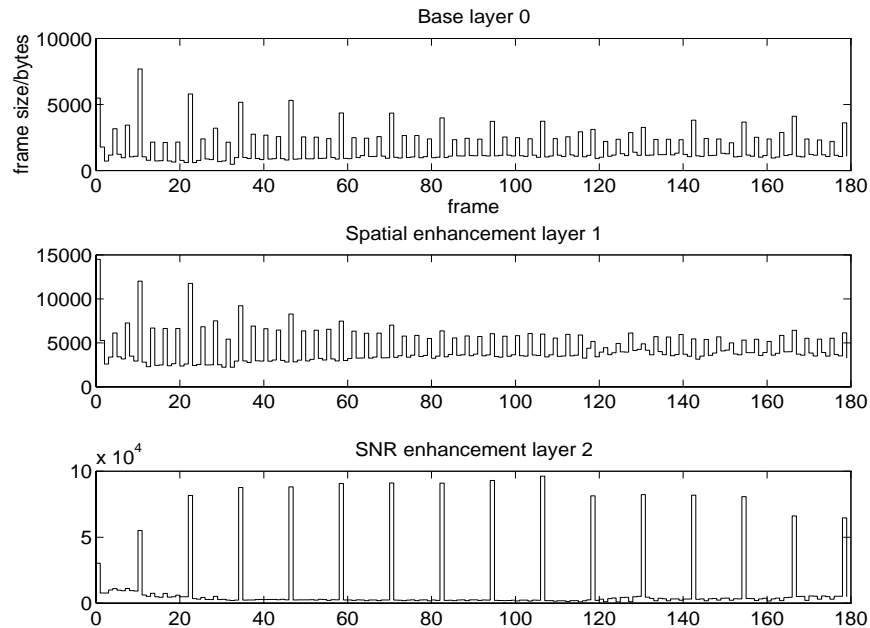 Base layer 0
10000
5000
0
frame size/bytes
0 20 40 60 80 100 120 140 160 180
frame
Spatial enhancement layer 1
15000
10000
5000
0
0 20 40 60 80 100 120 140 160 180
x 10^4
SNR enhancement layer 2
10
5
0
0 20 40 60 80 100 120 140 160 180